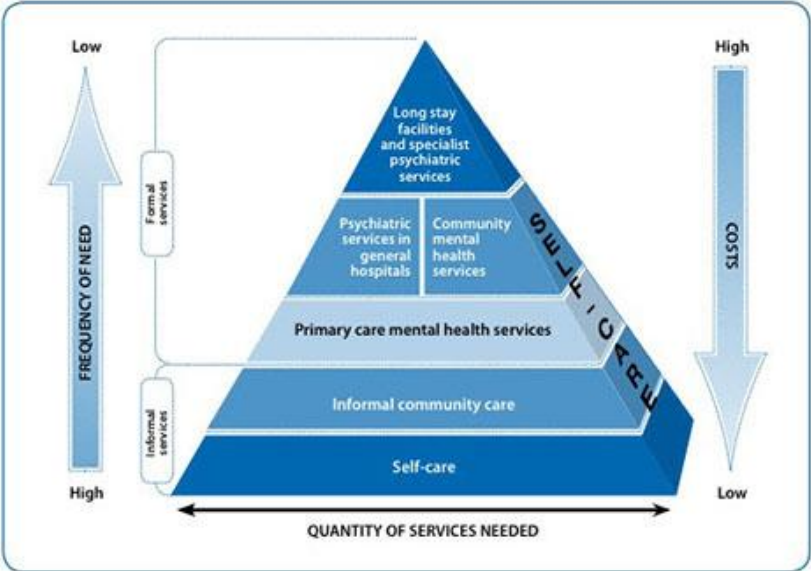 Low
High
Long stay
facilities
and specialist
psychiatric
services
Formal
services
FREQUENCY OF NEED
Psychiatric
services in
general
hospitals
Community
mental
health
services
SELF-CARE
COSTS
Primary care mental health services
Informal
services
Informal community care
Self-care
High
Low
QUANTITY OF SERVICES NEEDED